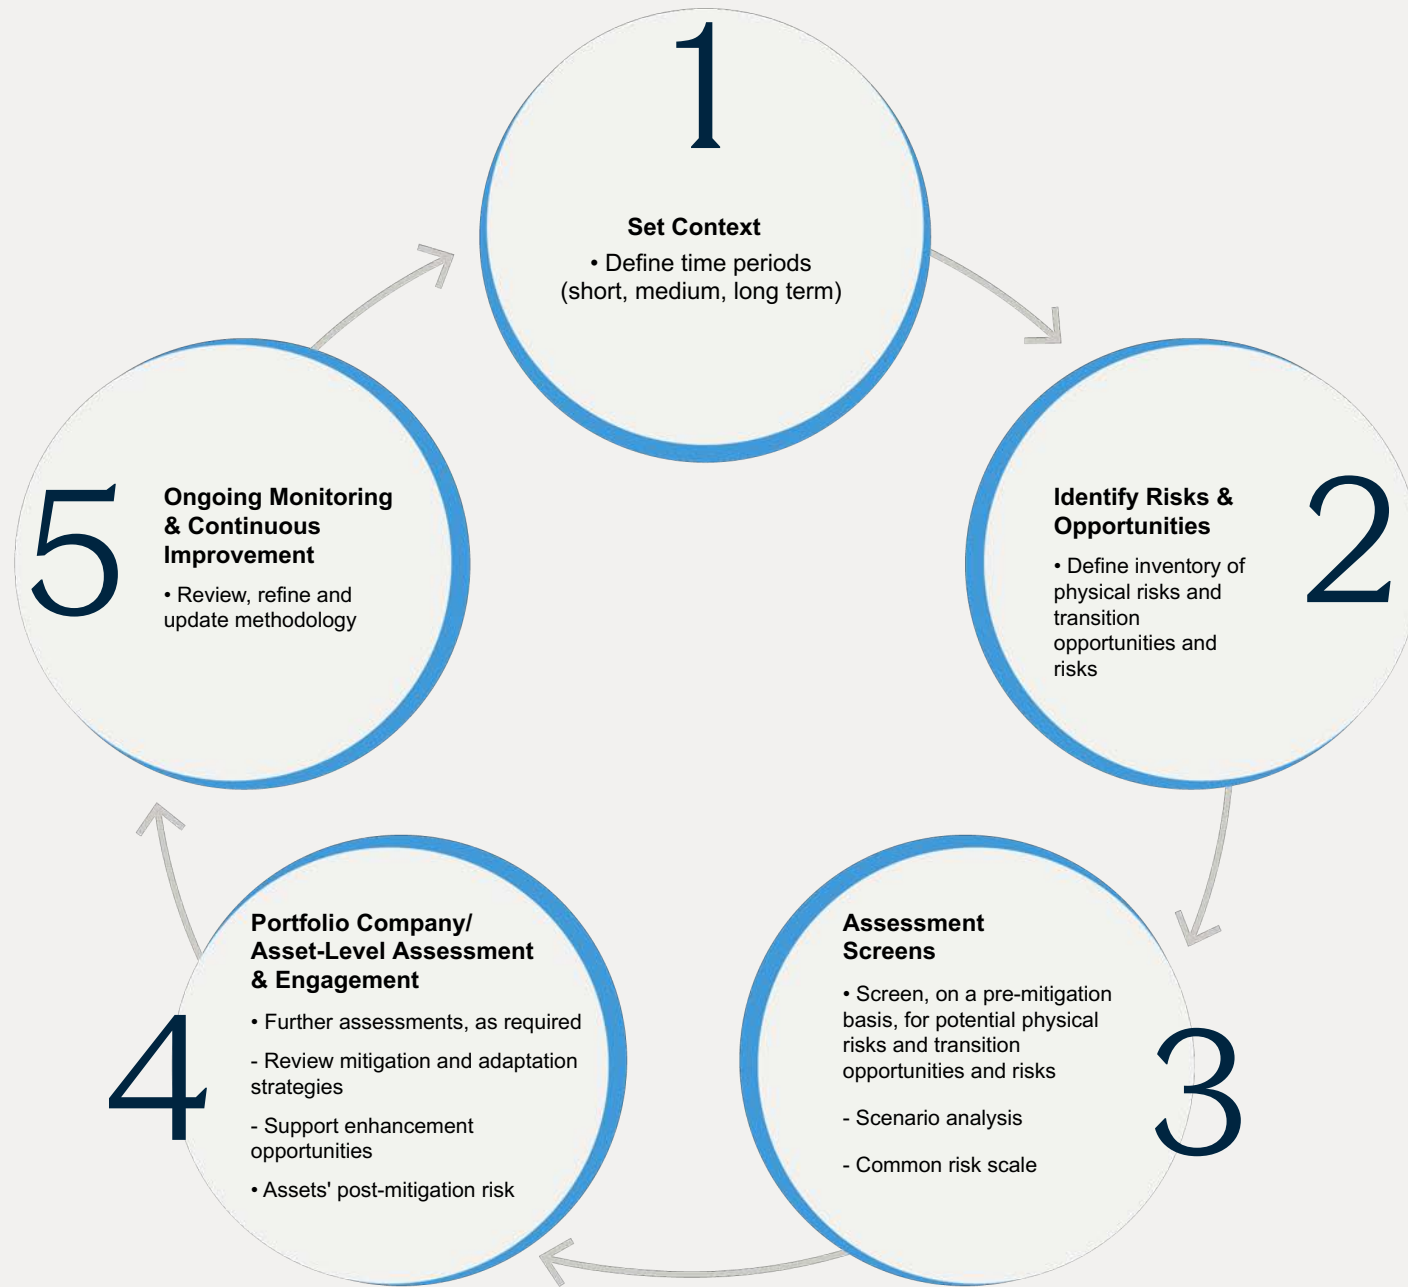 1
Set Context
• Define time periods
(short, medium, long term)
2
Identify Risks &
Opportunities
• Define inventory of
physical risks and
transition
opportunities and
risks
3
Assessment
Screens
• Screen, on a pre-mitigation
basis, for potential physical
risks and transition
opportunities and risks
- Scenario analysis
- Common risk scale
4
Portfolio Company/
Asset-Level Assessment
& Engagement
• Further assessments, as required
- Review mitigation and adaptation
strategies
- Support enhancement
opportunities
• Assets' post-mitigation risk
5
Ongoing Monitoring
& Continuous
Improvement
• Review, refine and
update methodology